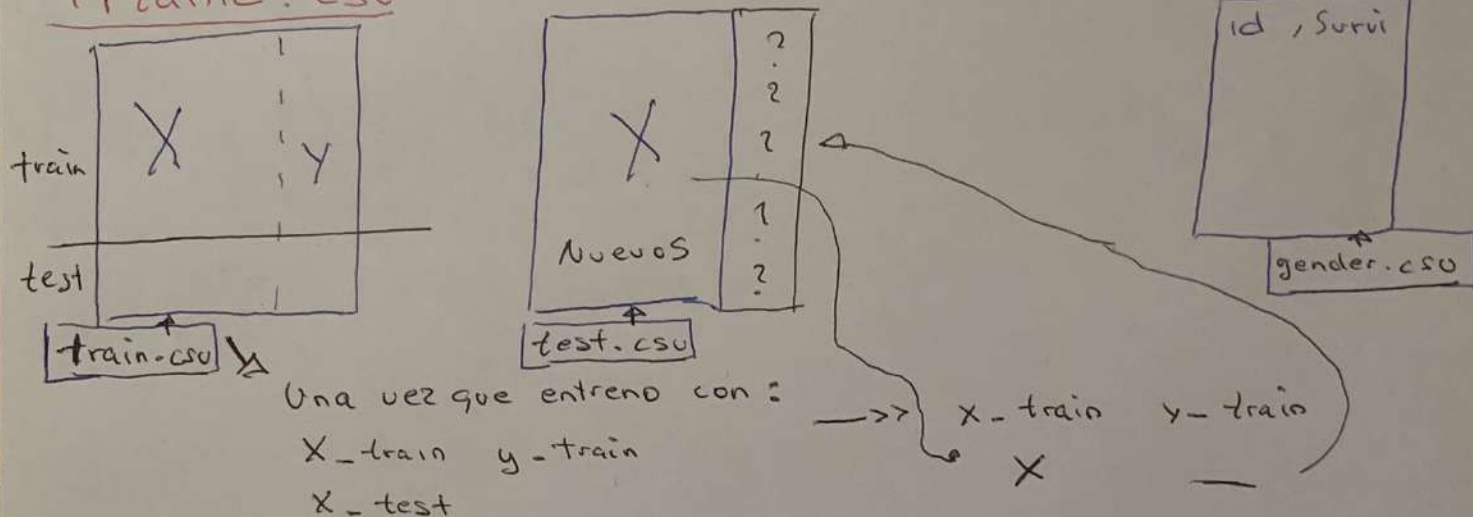 id , Survi
X
Y
train
test
train.csv
X
?
?
?
?
?
Nuevos
test.csv
gender.csv
Una vez que entreno con :
X_train y_train
X_test
—>> X_train y_train
X —